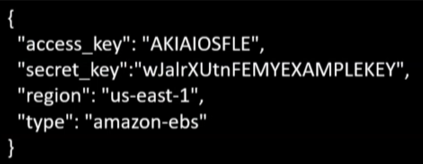 {
"access_key": "AKIAIOSFLE",
"secret_key":"wJalrXUtnFEMYEXAMPLEKEY",
"region": "us-east-1",
"type": "amazon-ebs"
}